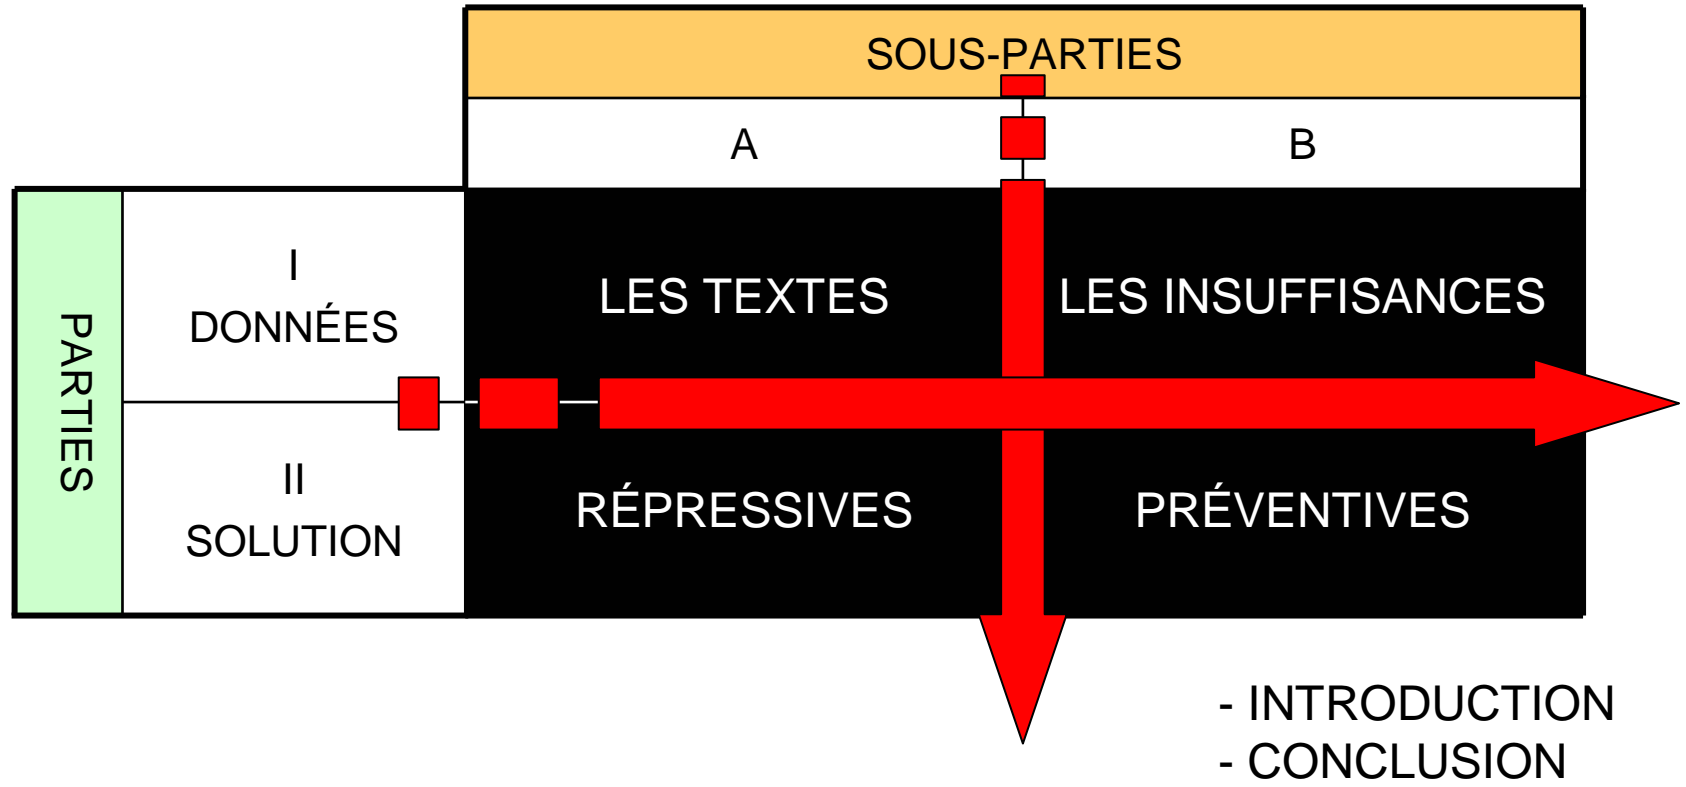 SOUS-PARTIES
A
B
PARTIES
I
DONNÉES
LES TEXTES
LES INSUFFISANCES
II
SOLUTION
RÉPRESSIVES
PRÉVENTIVES
- INTRODUCTION
- CONCLUSION